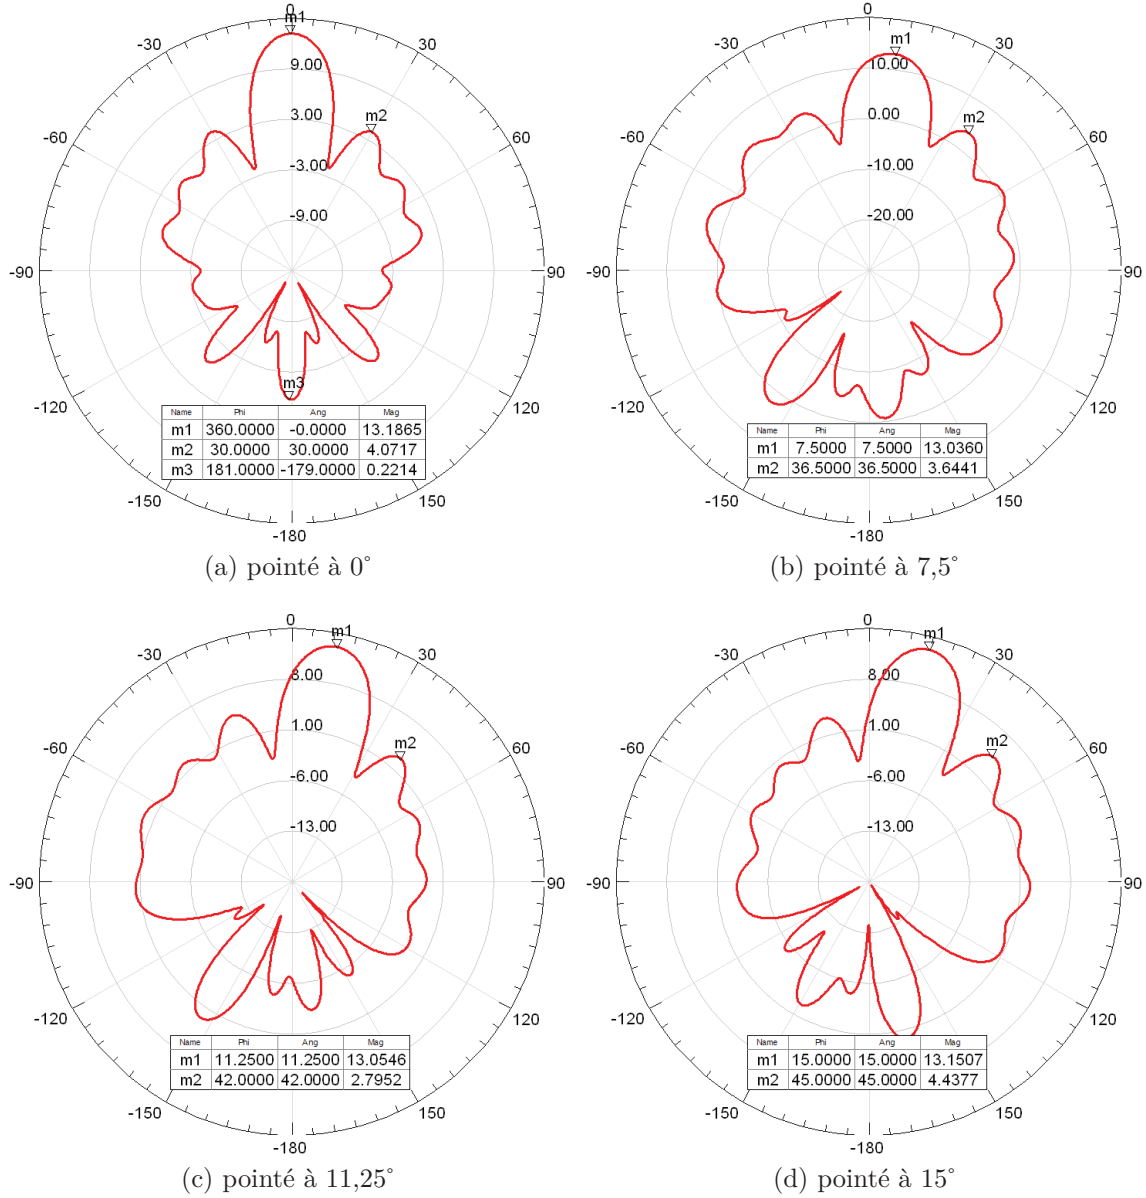 0
m1
-30
30
9.00
m2
3.00
-60
60
-3.00
-9.00
-90
90
m3
-120
120
Name Phi Ang Mag
m1 360.0000 -0.0000 13.1865
m2 30.0000 30.0000 4.0717
m3 181.0000 -179.0000 0.2214
-150
150
-180
(a) pointé à 0°
0
m1
-30
30
10.00
0.00
m2
-60
60
-10.00
-20.00
-90
90
-120
120
Name Phi Ang Mag
m1 7.5000 7.5000 13.0360
m2 36.5000 36.5000 3.6441
-150
150
-180
(b) pointé à 7,5°
0
m1
-30
30
8.00
1.00
m2
-60
60
-6.00
-13.00
-90
90
-120
120
Name Phi Ang Mag
m1 11.2500 11.2500 13.0546
m2 42.0000 42.0000 2.7952
-150
150
-180
(c) pointé à 11,25°
0
m1
-30
30
8.00
1.00
m2
-60
60
-6.00
-13.00
-90
90
-120
120
Name Phi Ang Mag
m1 15.0000 15.0000 13.1507
m2 45.0000 45.0000 4.4377
-150
150
-180
(d) pointé à 15°